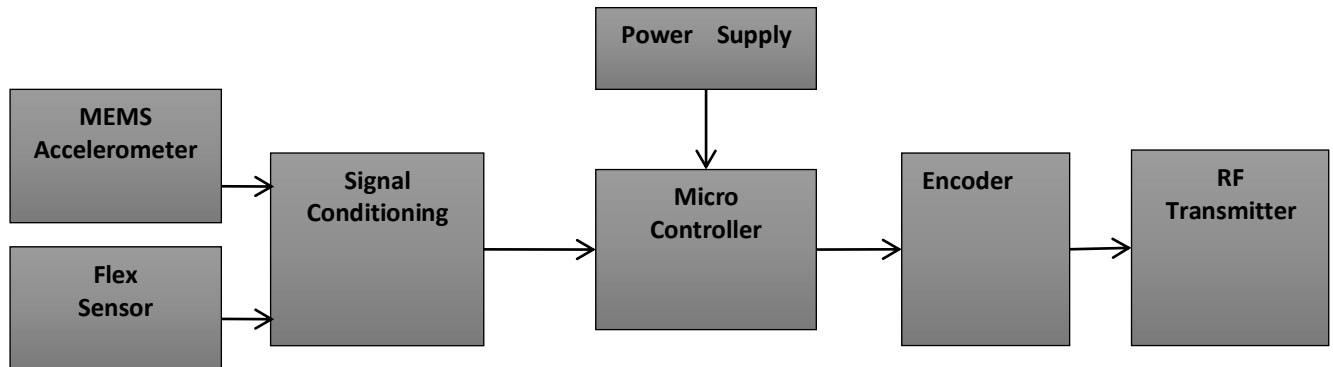 Power Supply
MEMS
Accelerometer
Flex
Sensor
Signal
Conditioning
Micro
Controller
Encoder
RF
Transmitter